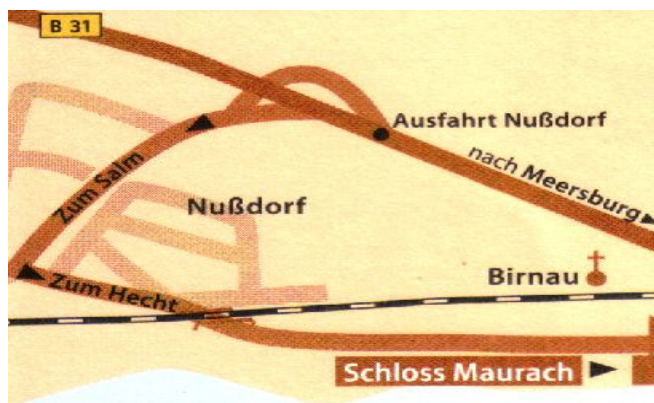 B 31
Ausfahrt Nußdorf
nach Meersburg
Zum Salm
Nußdorf
Birnau
Zum Hecht
Schloss Maurach